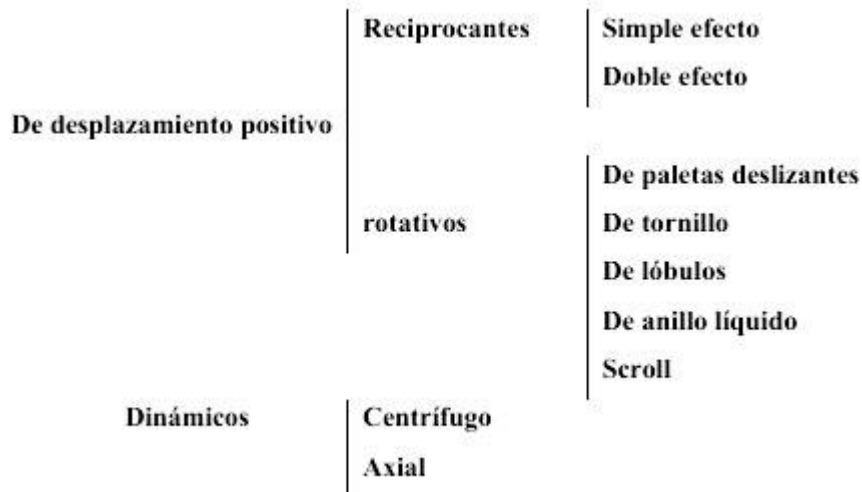 Reciprocantes
Simple efecto
Doble efecto
De desplazamiento positivo
De paletas deslizantes
rotativos
De tornillo
De lóbulos
De anillo líquido
Scroll
Dinámicos
Centrífugo
Axial